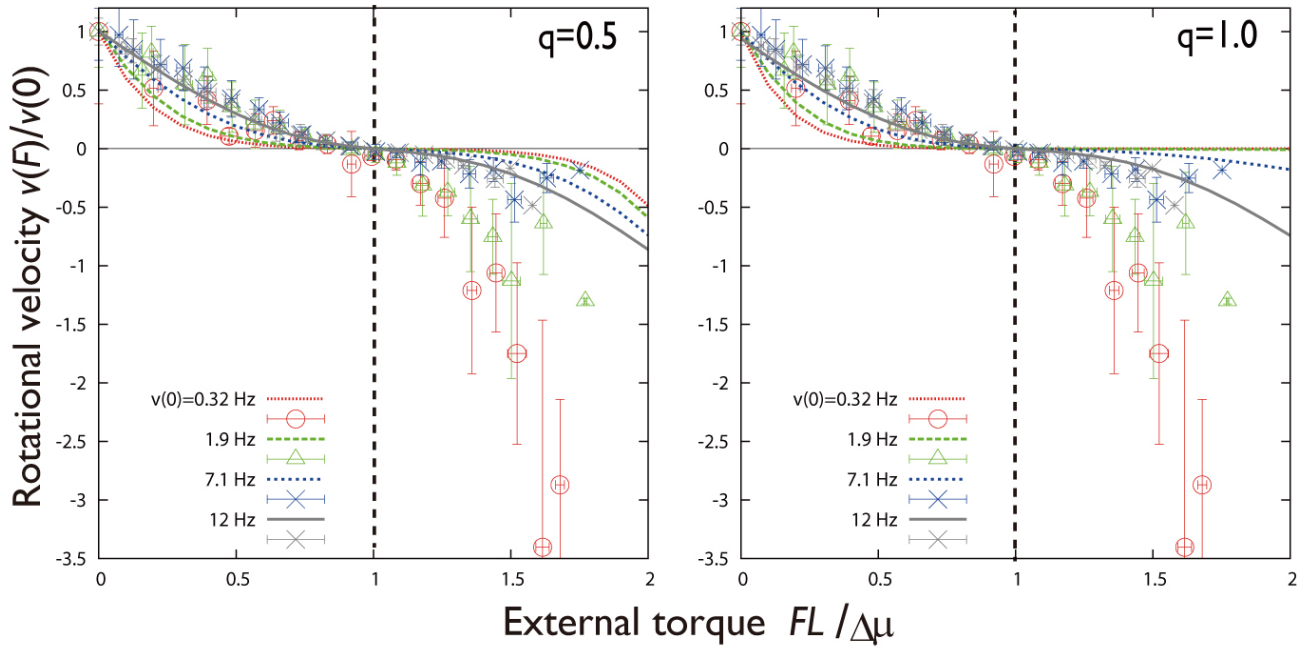 Rotational velocity v(F)/v(0)
q=0.5
1
0.5
0
-0.5
-1
-1.5
-2
-2.5
-3
-3.5
v(0)=0.32 Hz
1.9 Hz
7.1 Hz
12 Hz
0
0.5
1
1.5
2
q=1.0
1
0.5
0
-0.5
-1
-1.5
-2
-2.5
-3
-3.5
v(0)=0.32 Hz
1.9 Hz
7.1 Hz
12 Hz
0
0.5
1
1.5
2
External torque FL /Δμ